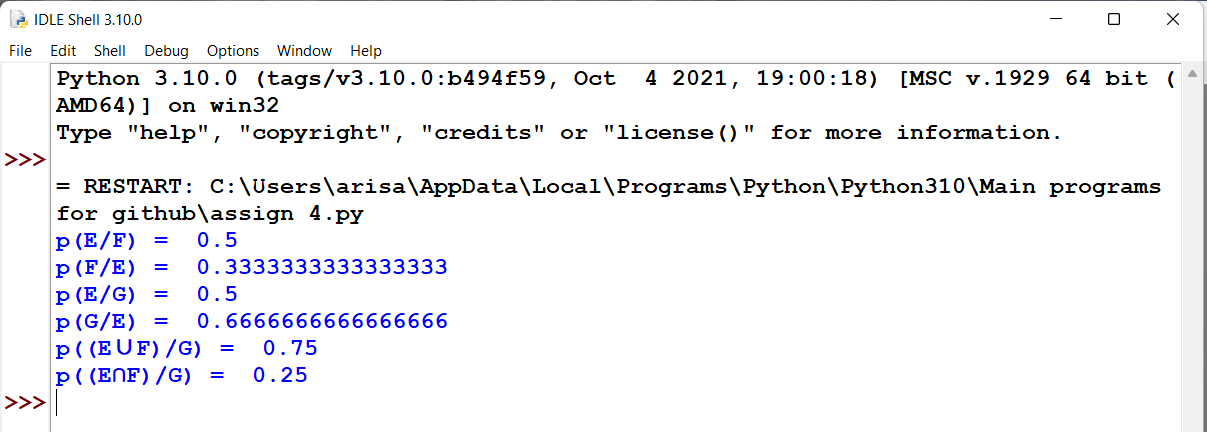 IDLE Shell 3.10.0
File Edit Shell Debug Options Window Help
Python 3.10.0 (tags/v3.10.0:b494f59, Oct  4 2021, 19:00:18) [MSC v.1929 64 bit (
AMD64)] on win32
Type "help", "copyright", "credits" or "license()" for more information.
>>>
= RESTART: C:\Users\arisa\AppData\Local\Programs\Python\Python310\Main programs
for github\assign 4.py
p(E/F) =  0.5
p(F/E) =  0.3333333333333333
p(E/G) =  0.5
p(G/E) =  0.6666666666666666
p((E∪F)/G) =  0.75
p((E∩F)/G) =  0.25
>>>